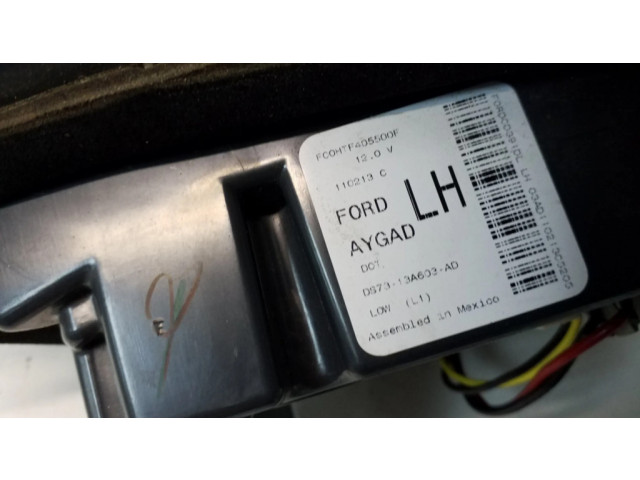 FCOHTF405500F
12.0 V
110213 C
FORD LH
AYGAD
DOT
DS73-13A603-AD
LOW (L1)
Assembled in Mexico
E